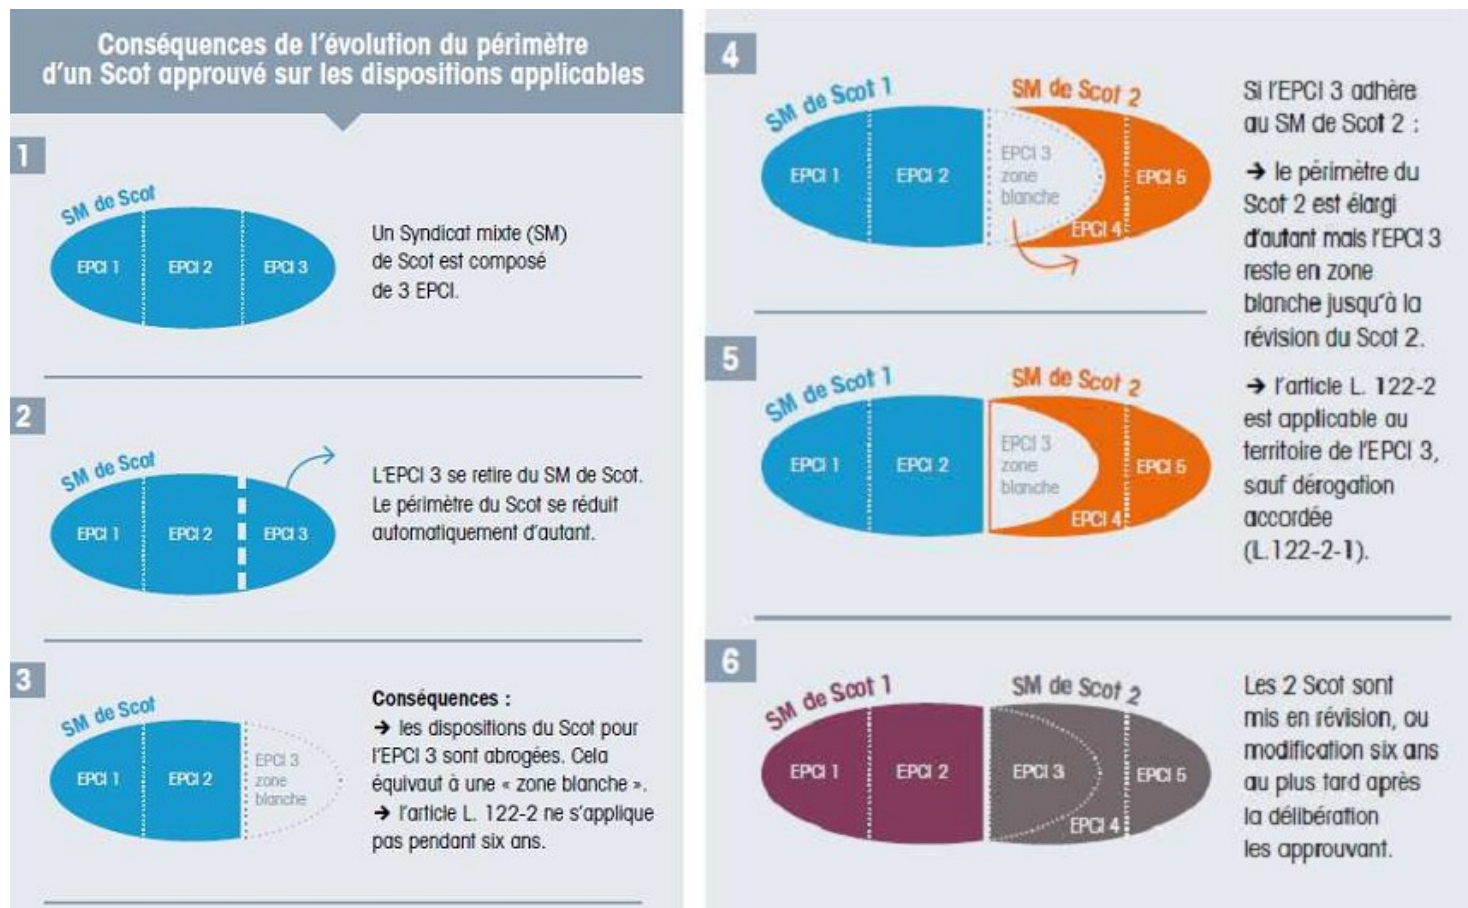 Conséquences de l'évolution du périmètre
d'un Scot approuvé sur les dispositions applicables
1
SM de Scot
EPCI 1
EPCI 2
EPCI 3
Un Syndicat mixte (SM)
de Scot est composé
de 3 EPCI.
2
SM de Scot
EPCI 1
EPCI 2
EPCI 3
L'EPCI 3 se retire du SM de Scot.
Le périmètre du Scot se réduit
automatiquement d'autant.
3
SM de Scot
EPCI 1
EPCI 2
EPCI 3
zone
blanche
Conséquences :
→ les dispositions du Scot pour
l'EPCI 3 sont abrogées. Cela
équivaut à une « zone blanche ».
→ l'article L. 122-2 ne s'applique
pas pendant six ans.
4
SM de Scot 1
SM de Scot 2
EPCI 1
EPCI 2
EPCI 3
zone
blanche
EPCI 4
EPCI 5
Si l'EPCI 3 adhère
au SM de Scot 2 :
→ le périmètre du
Scot 2 est élargi
d'autant mais l'EPCI 3
reste en zone
blanche jusqu'à la
révision du Scot 2.
→ l'article L. 122-2
est applicable au
territoire de l'EPCI 3,
sauf dérogation
accordée
(L.122-2-1).
5
SM de Scot 1
SM de Scot 2
EPCI 1
EPCI 2
EPCI 3
zone
blanche
EPCI 4
EPCI 5
6
SM de Scot 1
SM de Scot 2
EPCI 1
EPCI 2
EPCI 3
EPCI 4
EPCI 5
Les 2 Scot sont
mis en révision, ou
modification six ans
au plus tard après
la délibération
les approuvant.